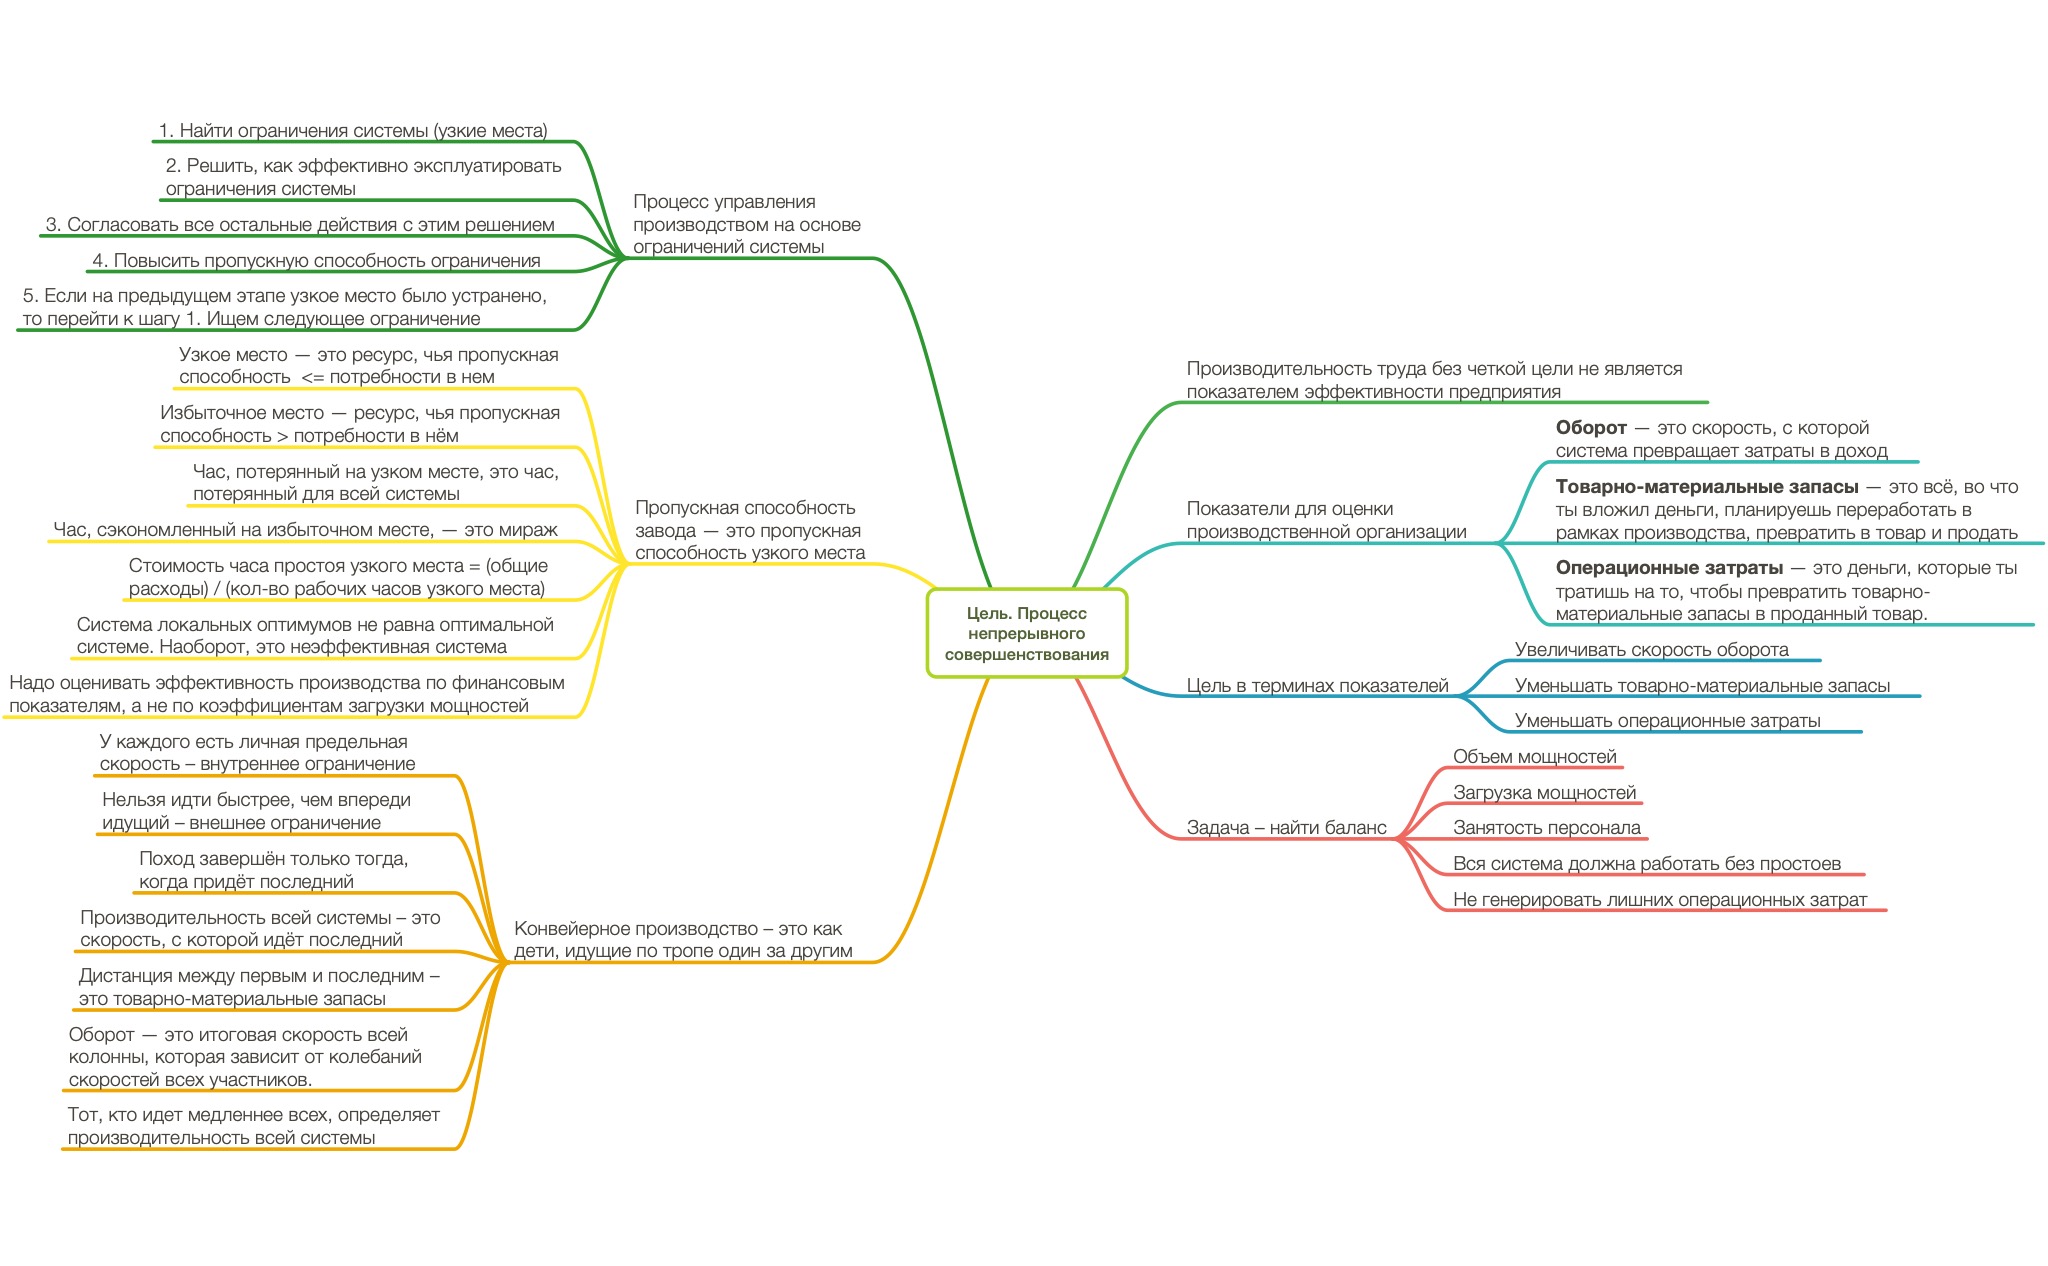 Цель. Процесс
непрерывного
совершенствования
Производительность труда без четкой цели не является
показателем эффективности предприятия
Показатели для оценки
производственной организации
Оборот — это скорость, с которой
система превращает затраты в доход
Товарно-материальные запасы — это всё, во что
ты вложил деньги, планируешь переработать в
рамках производства, превратить в товар и продать
Операционные затраты — это деньги, которые ты
тратишь на то, чтобы превратить товарно-
материальные запасы в проданный товар.
Цель в терминах показателей
Увеличивать скорость оборота
Уменьшать товарно-материальные запасы
Уменьшать операционные затраты
Задача – найти баланс
Объем мощностей
Загрузка мощностей
Занятость персонала
Вся система должна работать без простоев
Не генерировать лишних операционных затрат
Процесс управления
производством на основе
ограничений системы
1. Найти ограничения системы (узкие места)
2. Решить, как эффективно эксплуатировать
ограничения системы
3. Согласовать все остальные действия с этим решением
4. Повысить пропускную способность ограничения
5. Если на предыдущем этапе узкое место было устранено,
то перейти к шагу 1. Ищем следующее ограничение
Пропускная способность
завода — это пропускная
способность узкого места
Узкое место — это ресурс, чья пропускная
способность <= потребности в нем
Избыточное место — ресурс, чья пропускная
способность > потребности в нём
Час, потерянный на узком месте, это час,
потерянный для всей системы
Час, сэкономленный на избыточном месте, — это мираж
Стоимость часа простоя узкого места = (общие
расходы) / (кол-во рабочих часов узкого места)
Система локальных оптимумов не равна оптимальной
системе. Наоборот, это неэффективная система
Надо оценивать эффективность производства по финансовым
показателям, а не по коэффициентам загрузки мощностей
Конвейерное производство – это как
дети, идущие по тропе один за другим
У каждого есть личная предельная
скорость – внутреннее ограничение
Нельзя идти быстрее, чем впереди
идущий – внешнее ограничение
Поход завершён только тогда,
когда придёт последний
Производительность всей системы – это
скорость, с которой идёт последний
Дистанция между первым и последним –
это товарно-материальные запасы
Оборот — это итоговая скорость всей
колонны, которая зависит от колебаний
скоростей всех участников.
Тот, кто идет медленнее всех, определяет
производительность всей системы